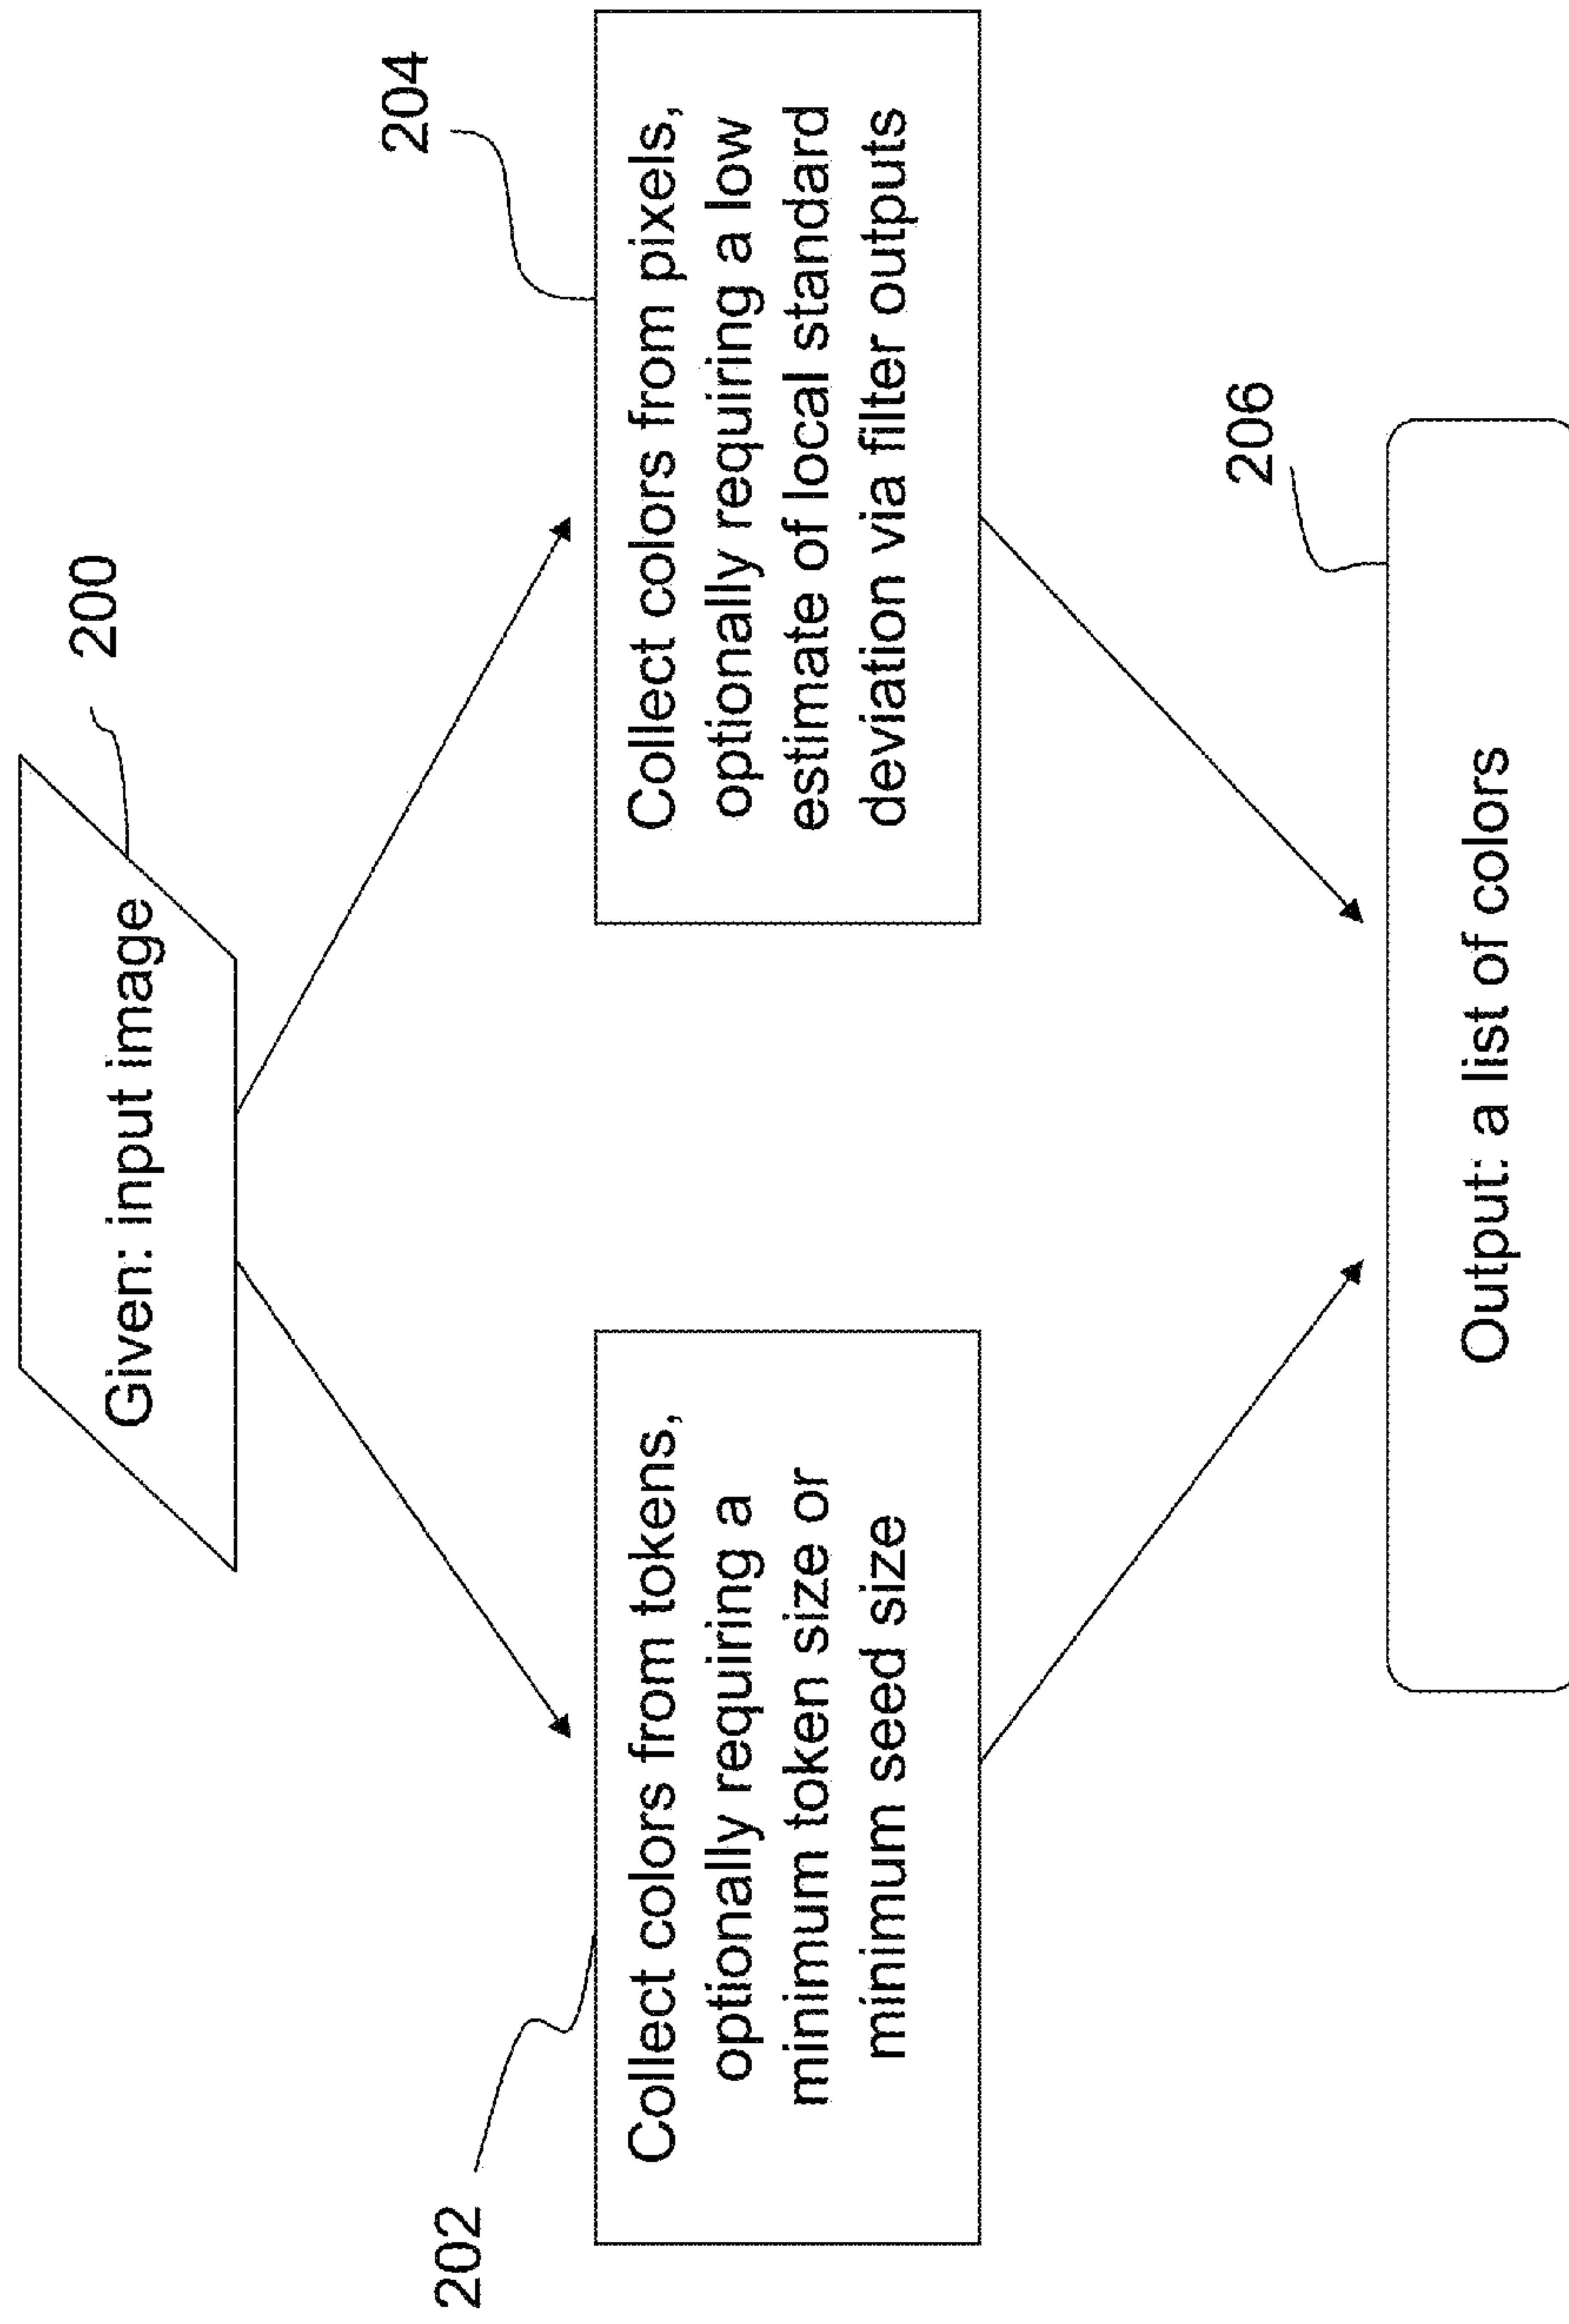 200
Given: input image
202
Collect colors from tokens,
optionally requiring a
minimum token size or
minimum seed size
204
Collect colors from pixels,
optionally requiring a low
estimate of local standard
deviation via filter outputs
206
Output: a list of colors